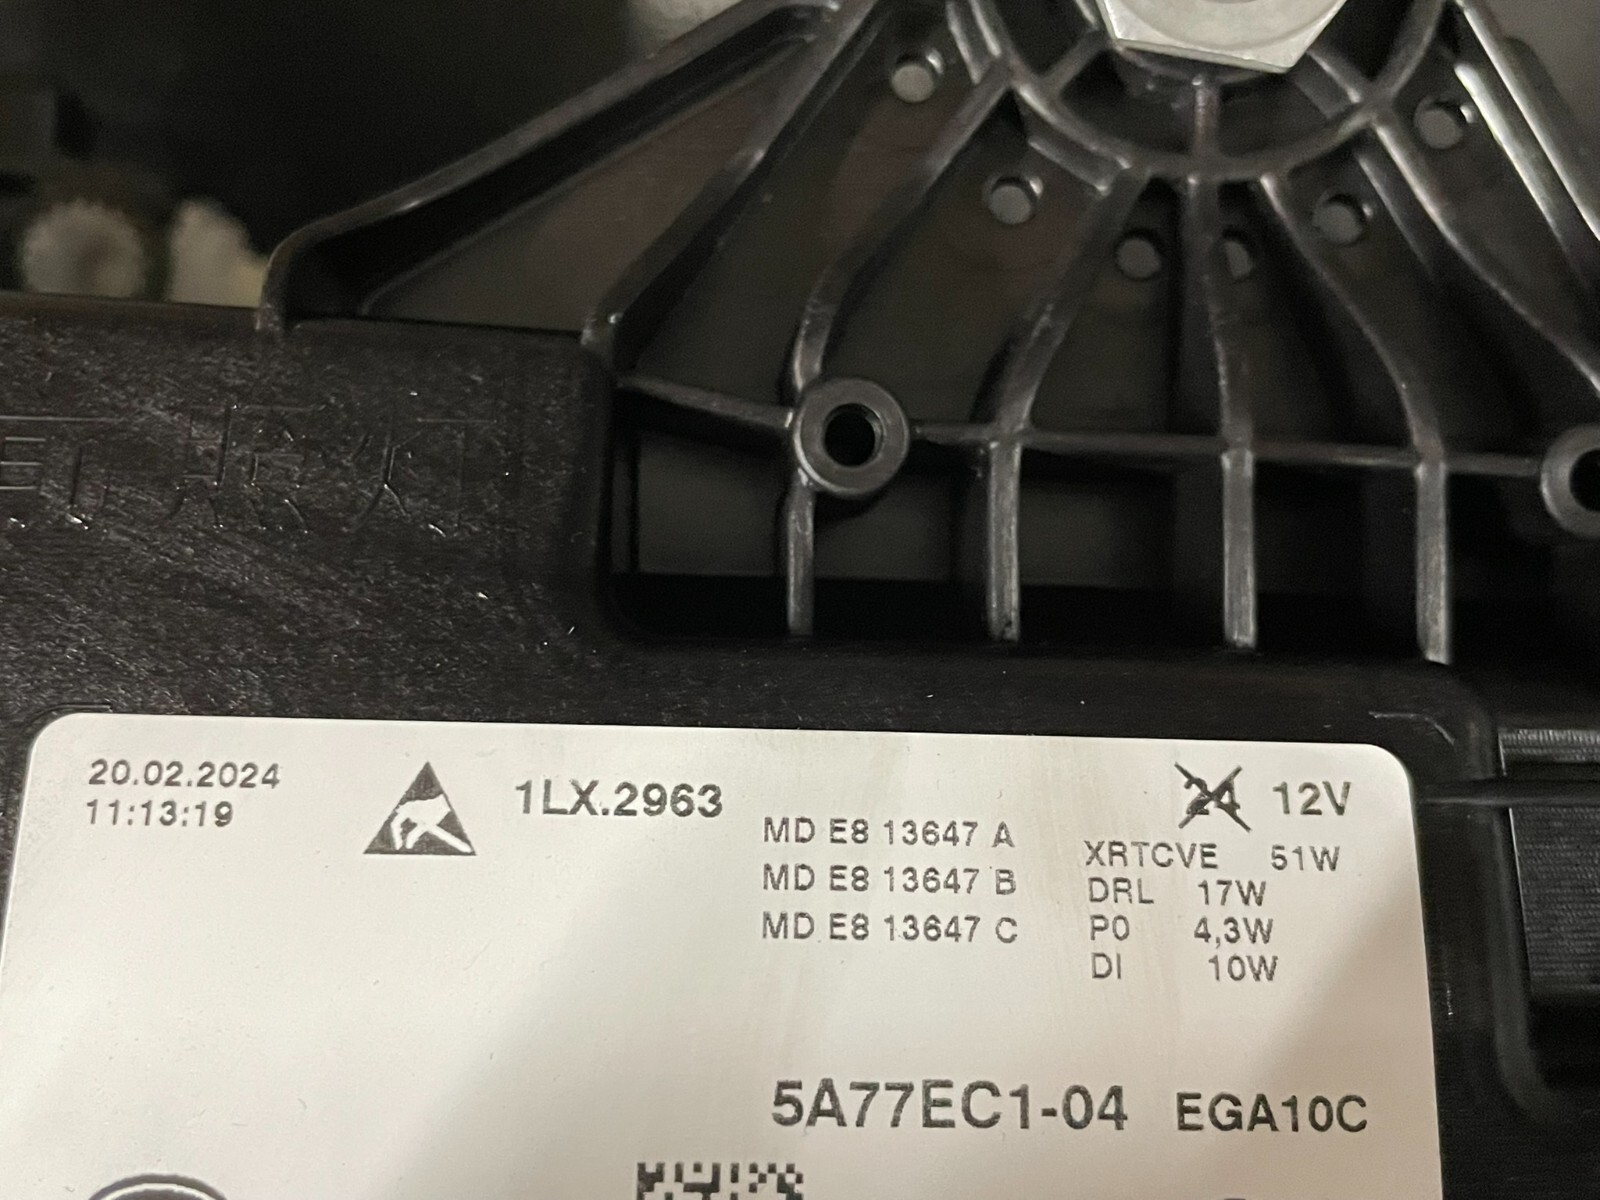 20.02.2024
11:13:19
1LX.2963
MD E8 13647 A
MD E8 13647 B
MD E8 13647 C
24 12V
XRTCVE 51W
DRL 17W
P0 4,3W
DI 10W
5A77EC1-04 EGA10C